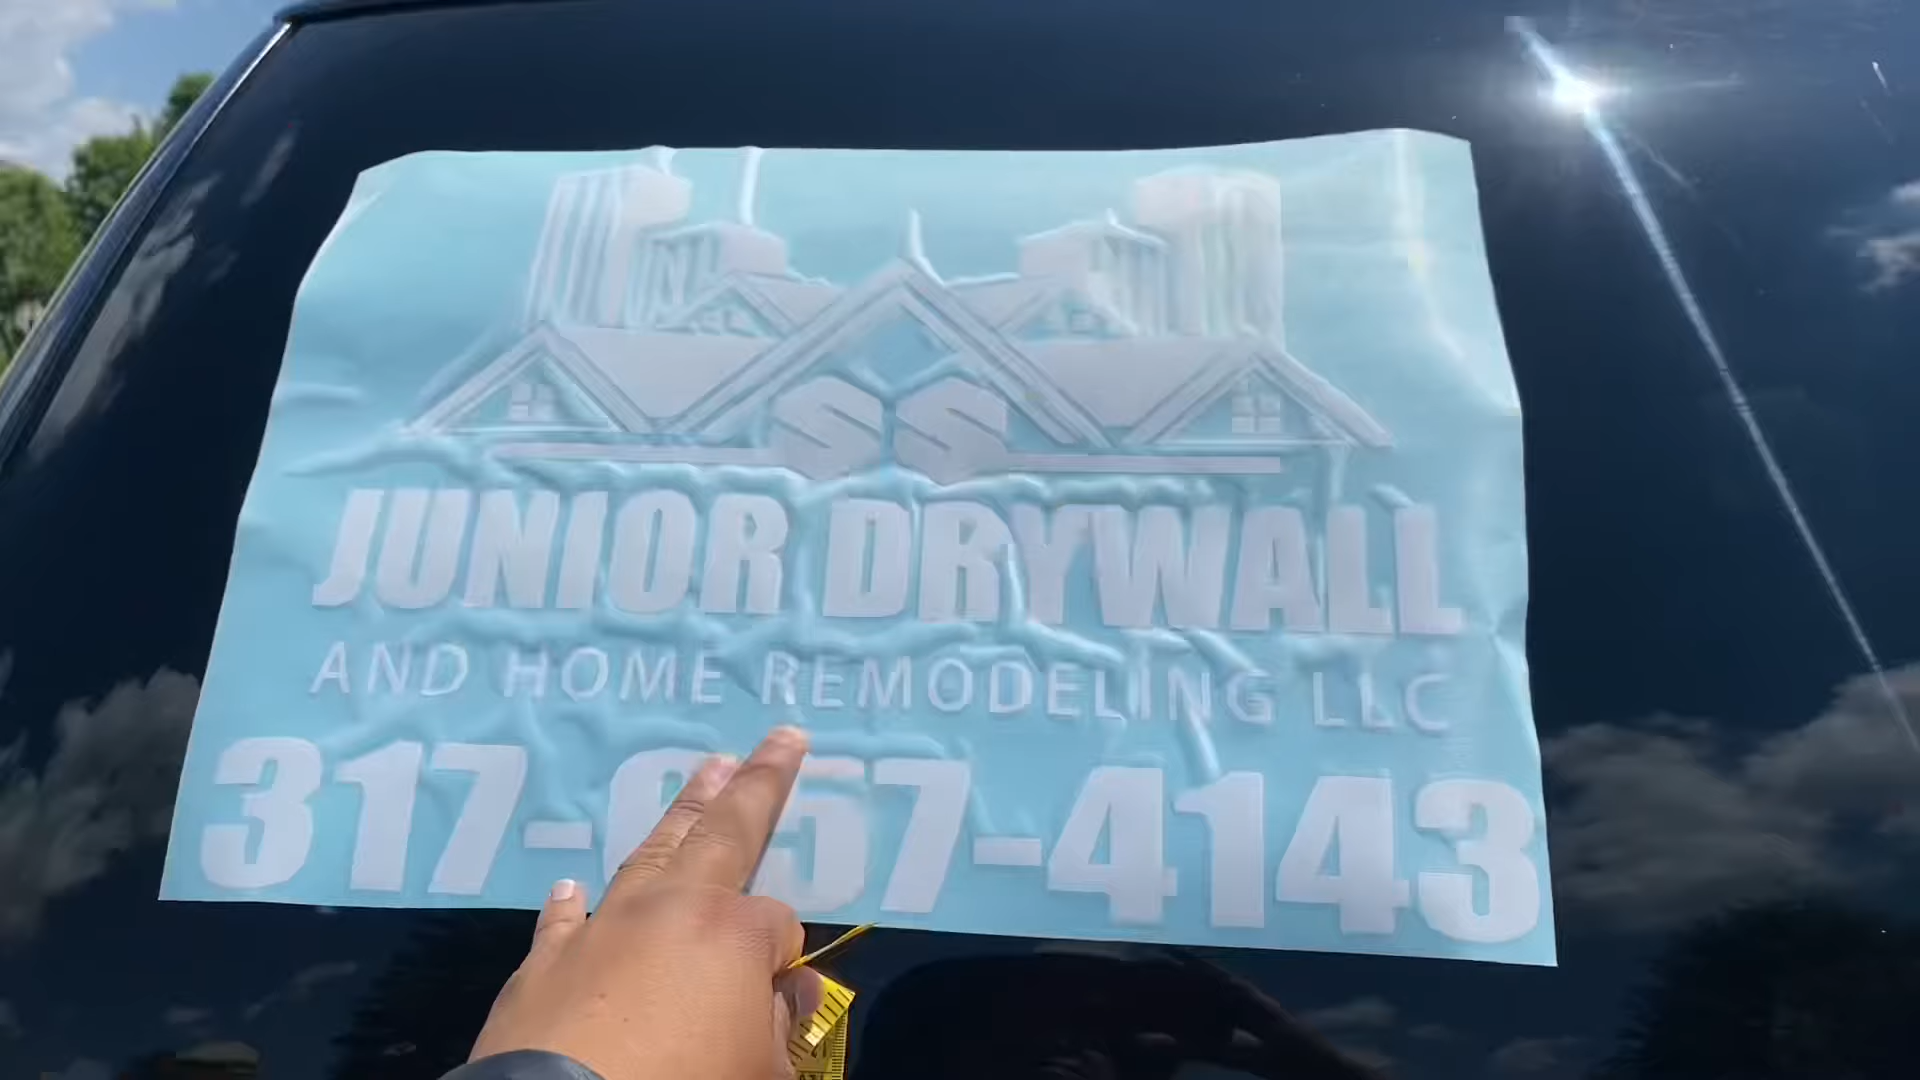 SS
JUNIOR DRYWALL
AND HOME REMODELING LLC
317- 57-4143